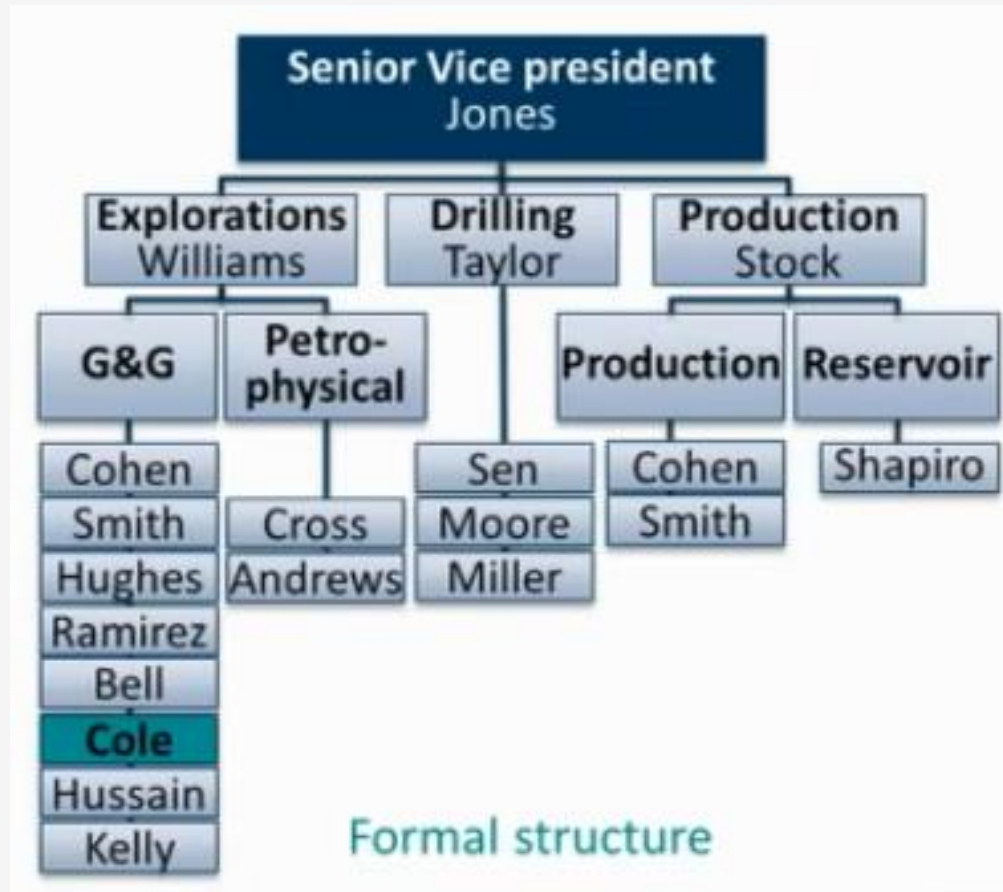 Senior Vice president
Jones
Explorations
Williams
Drilling
Taylor
Production
Stock
G&G
Petro-
physical
Production
Reservoir
Cohen
Smith
Hughes
Ramirez
Bell
Cole
Hussain
Kelly
Cross
Andrews
Sen
Moore
Miller
Cohen
Smith
Shapiro
Formal structure